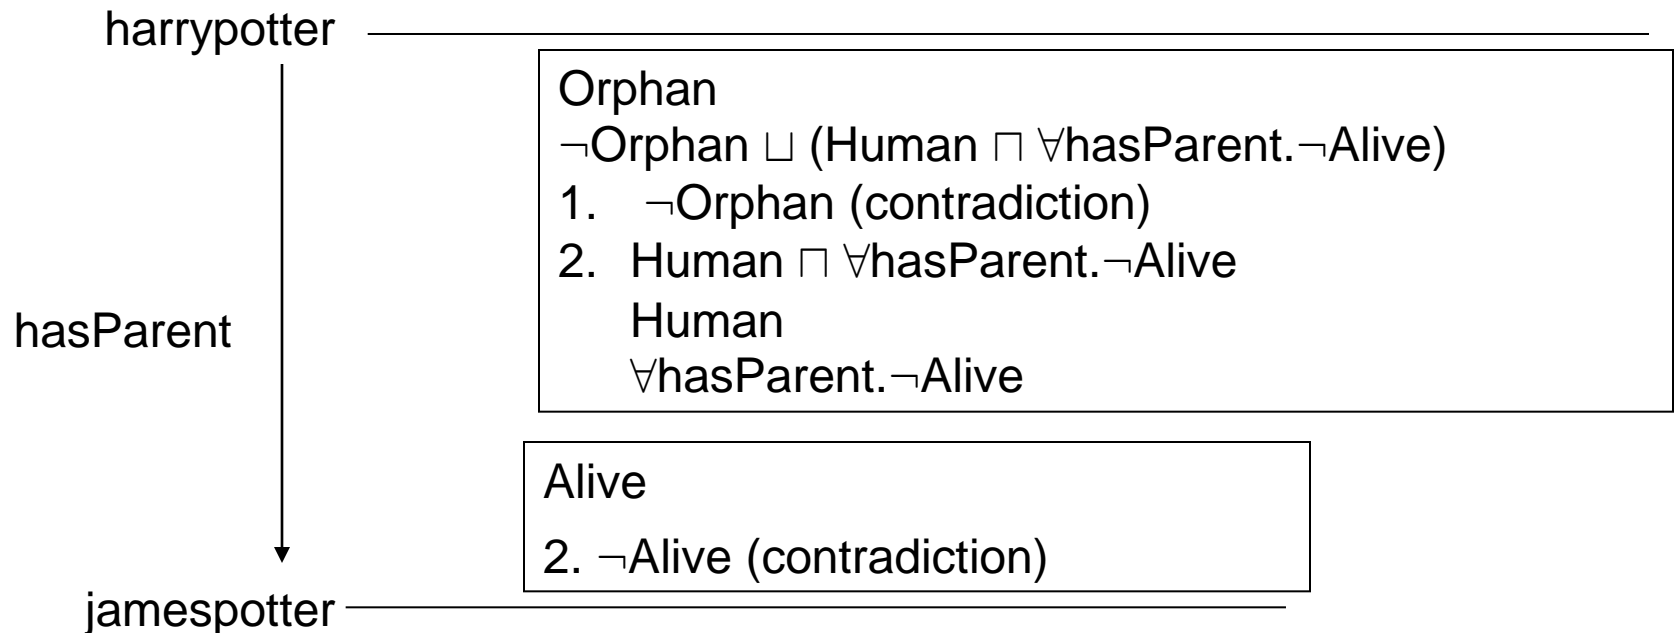 harrypotter
Orphan
¬Orphan ⊔ (Human ⊓ ∀hasParent.¬Alive)
1. ¬Orphan (contradiction)
2. Human ⊓ ∀hasParent.¬Alive
Human
∀hasParent.¬Alive
hasParent
Alive
2. ¬Alive (contradiction)
jamespotter